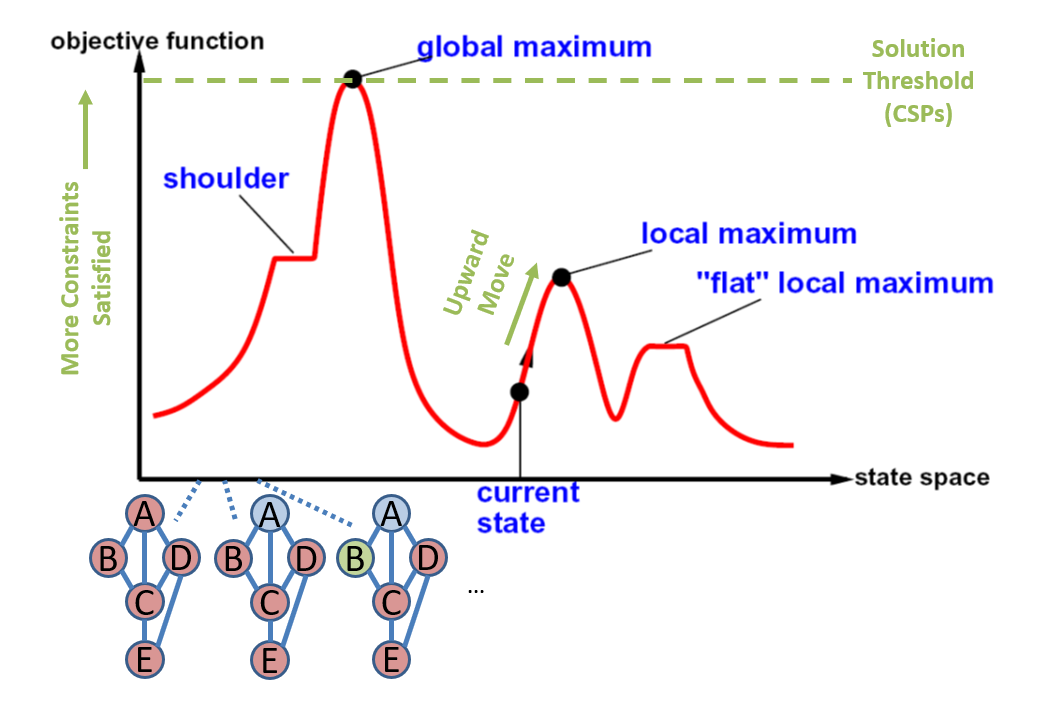 objective function
global maximum
Solution
Threshold
(CSPs)
More Constraints
Satisfied
shoulder
Upward
Move
local maximum
"flat" local maximum
state space
current
state
A
B
D
C
E
A
B
D
C
E
A
B
D
C
E
...